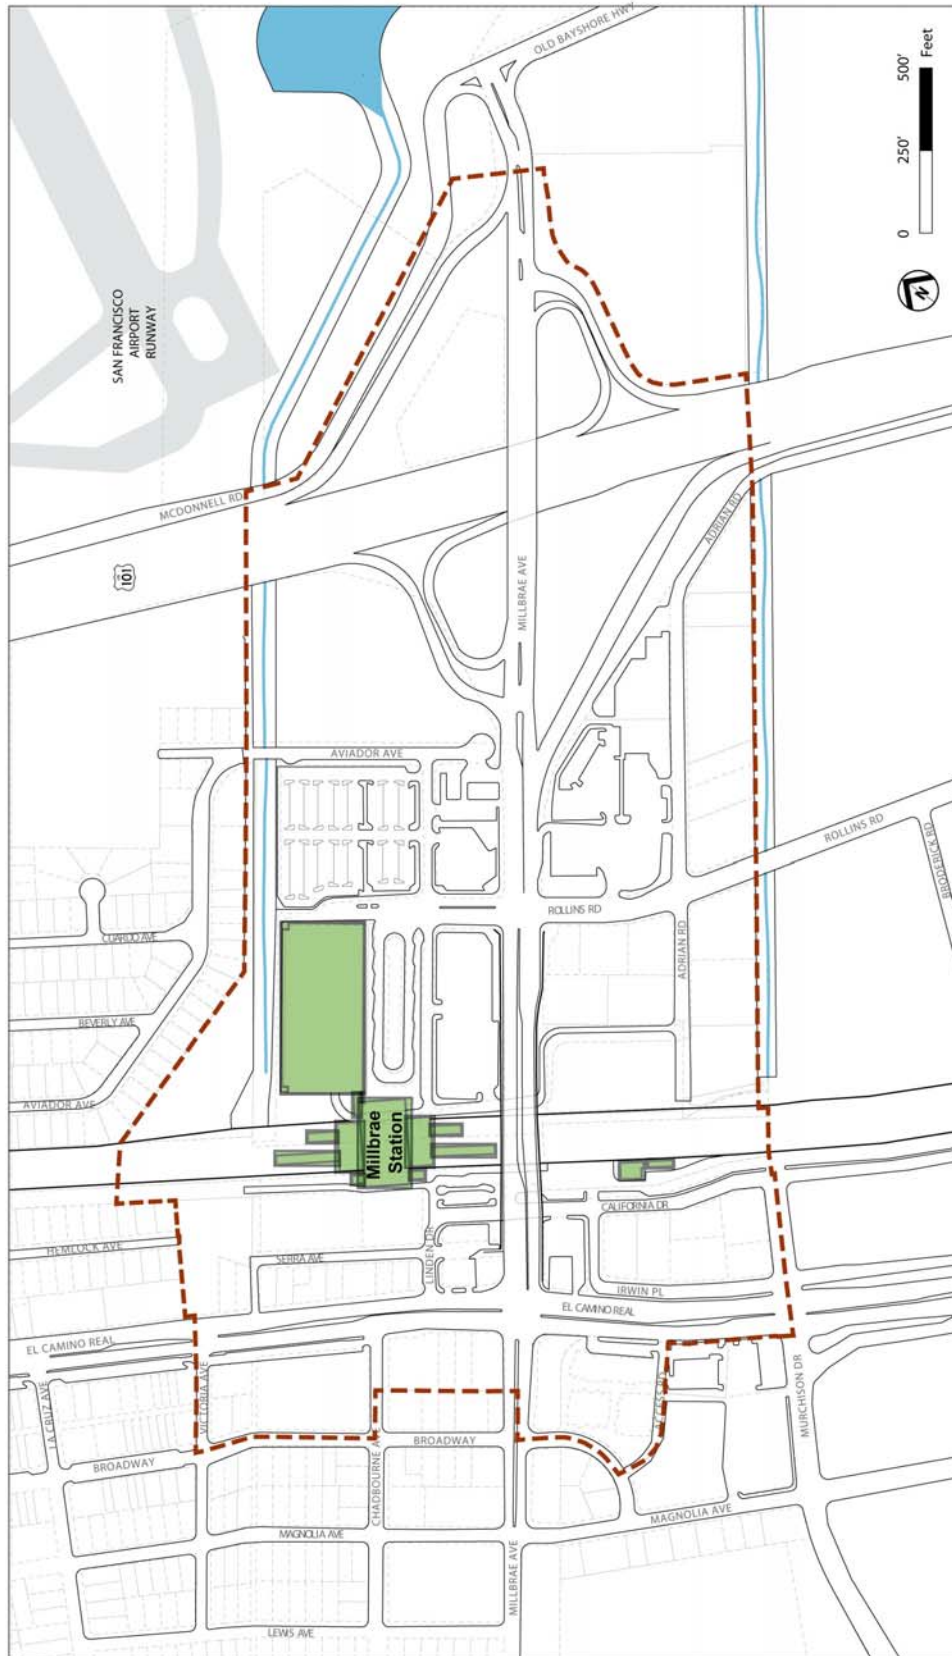 OLD BAYSHORE HWY
500'
Feet
250'
0
N
SAN FRANCISCO
AIRPORT
RUNWAY
MCDONNELL RD
101
ADRIAN RD
MILLBRAE AVE
AVIADOR AVE
ROLLINS RD
BRODERICK RD
ROLLINS RD
ADRIAN RD
CUARDO AVE
BEVERLY AVE
AVIADOR AVE
Millbrae
Station
CALIFORNIA DR
HEMLOCK AVE
SERRA AVE
LINDEN DR
IRWIN PL
EL CAMINO REAL
EL CAMINO REAL
LA CRUZ AVE
VICTORIA AVE
ACCESS RD
MURCHISON DR
BROADWAY
CHADBOURNE AVE
BROADWAY
MAGNOLIA AVE
MAGNOLIA AVE
MILLBRAE AVE
LEWIS AVE